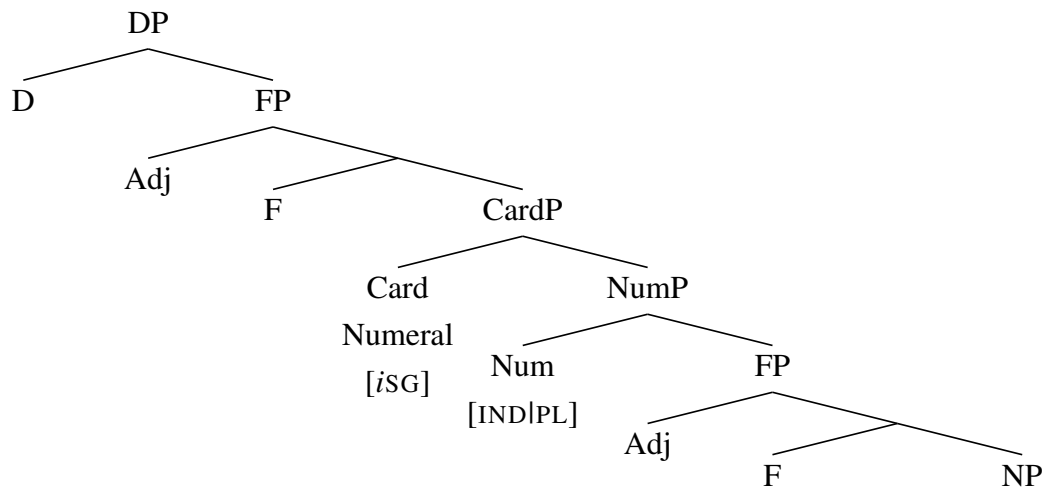 DP
D FP
Adj
F CardP
Card NumP
Numeral
Num FP
[iSG]
[IND|PL]
Adj
F NP